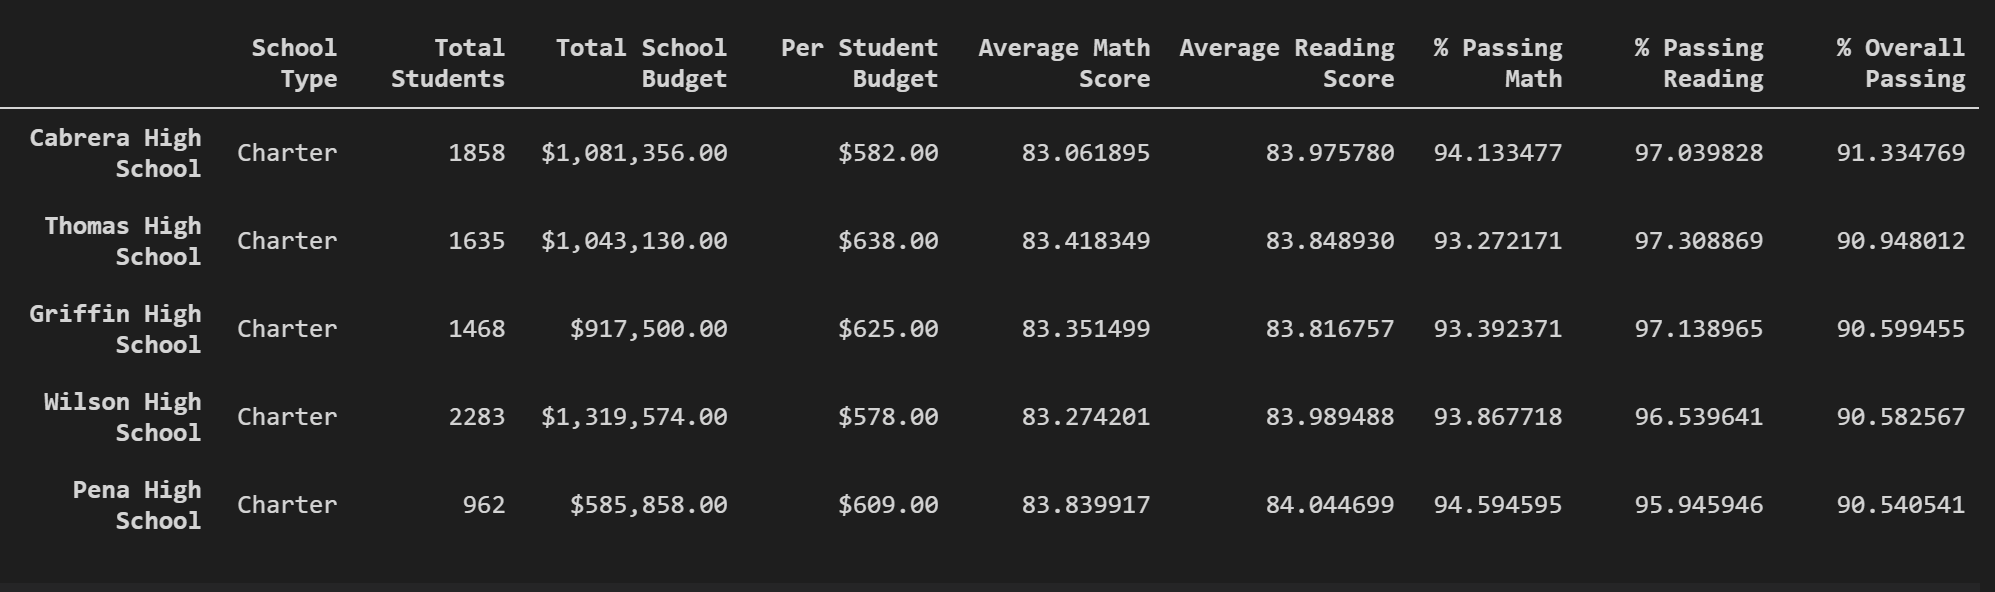 School Total Total School Per Student Average Math Average Reading % Passing % Passing % Overall
Type Students Budget Budget Score Score Math Reading Passing
Cabrera High
School Charter 1858 $1,081,356.00 $582.00 83.061895 83.975780 94.133477 97.039828 91.334769
Thomas High
School Charter 1635 $1,043,130.00 $638.00 83.418349 83.848930 93.272171 97.308869 90.948012
Griffin High
School Charter 1468 $917,500.00 $625.00 83.351499 83.816757 93.392371 97.138965 90.599455
Wilson High
School Charter 2283 $1,319,574.00 $578.00 83.274201 83.989488 93.867718 96.539641 90.582567
Pena High
School Charter 962 $585,858.00 $609.00 83.839917 84.044699 94.594595 95.945946 90.540541